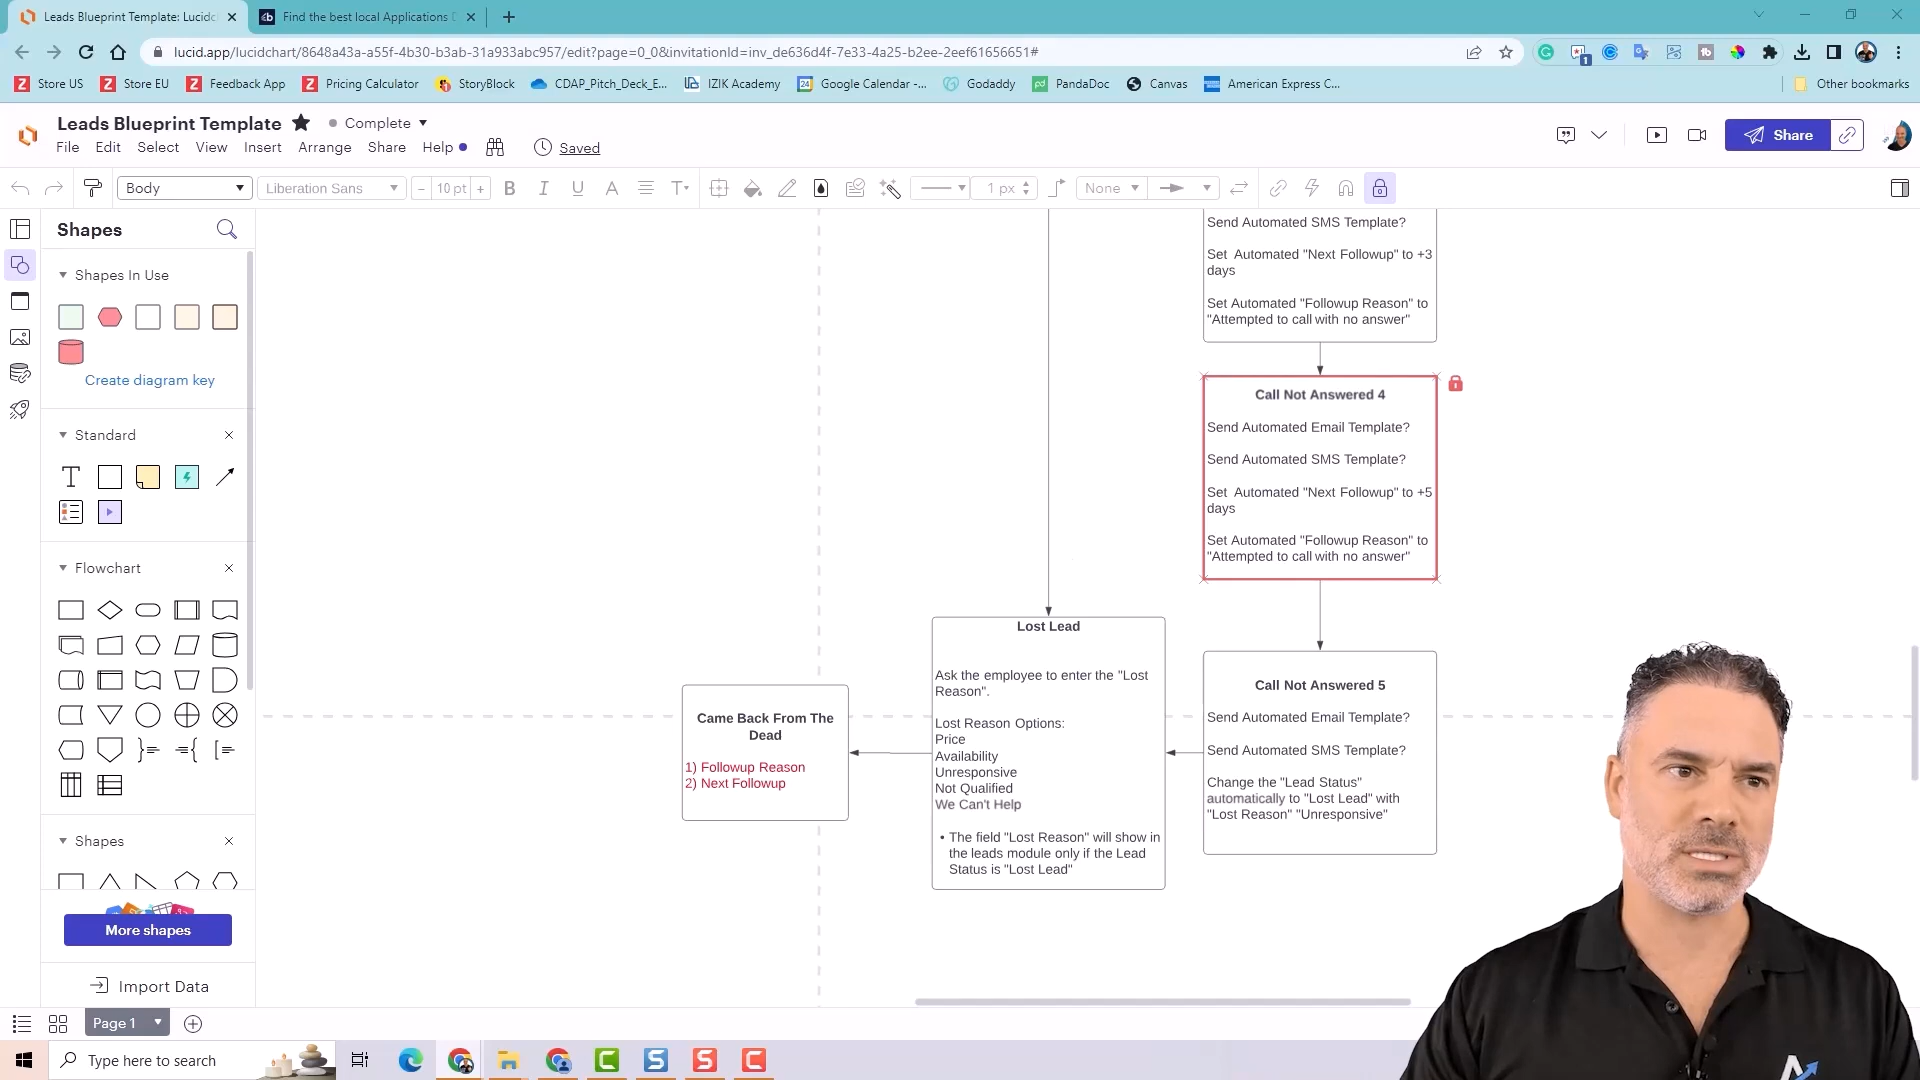 Leads Blueprint Template: Lucidc
Find the best local Applications D
lucid.app/lucidchart/8648a43a-a55f-4b30-b3ab-31a933abc957/edit?page=0_0&invitationId=inv_de636d4f-7e33-4a25-b2ee-2eef61656651#
Store US
Store EU
Feedback App
Pricing Calculator
StoryBlock
CDAP_Pitch_Deck_E...
IZIK Academy
Google Calendar -...
Godaddy
PandaDoc
Canvas
American Express C...
Other bookmarks
Leads Blueprint Template
Complete
File Edit Select View Insert Arrange Share Help
Saved
Share
Body
Liberation Sans
10 pt
1 px
None
Shapes
Shapes In Use
Create diagram key
Standard
Flowchart
Shapes
More shapes
Import Data
Send Automated SMS Template?
Set Automated "Next Followup" to +3
days
Set Automated "Followup Reason" to
"Attempted to call with no answer"
Call Not Answered 4
Send Automated Email Template?
Send Automated SMS Template?
Set Automated "Next Followup" to +5
days
Set Automated "Followup Reason" to
"Attempted to call with no answer"
Call Not Answered 5
Send Automated Email Template?
Send Automated SMS Template?
Change the "Lead Status"
automatically to "Lost Lead" with
"Lost Reason" "Unresponsive"
Lost Lead
Ask the employee to enter the "Lost
Reason".
Lost Reason Options:
Price
Availability
Unresponsive
Not Qualified
We Can't Help
• The field "Lost Reason" will show in
the leads module only if the Lead
Status is "Lost Lead"
Came Back From The
Dead
1) Followup Reason
2) Next Followup
Page 1
Type here to search